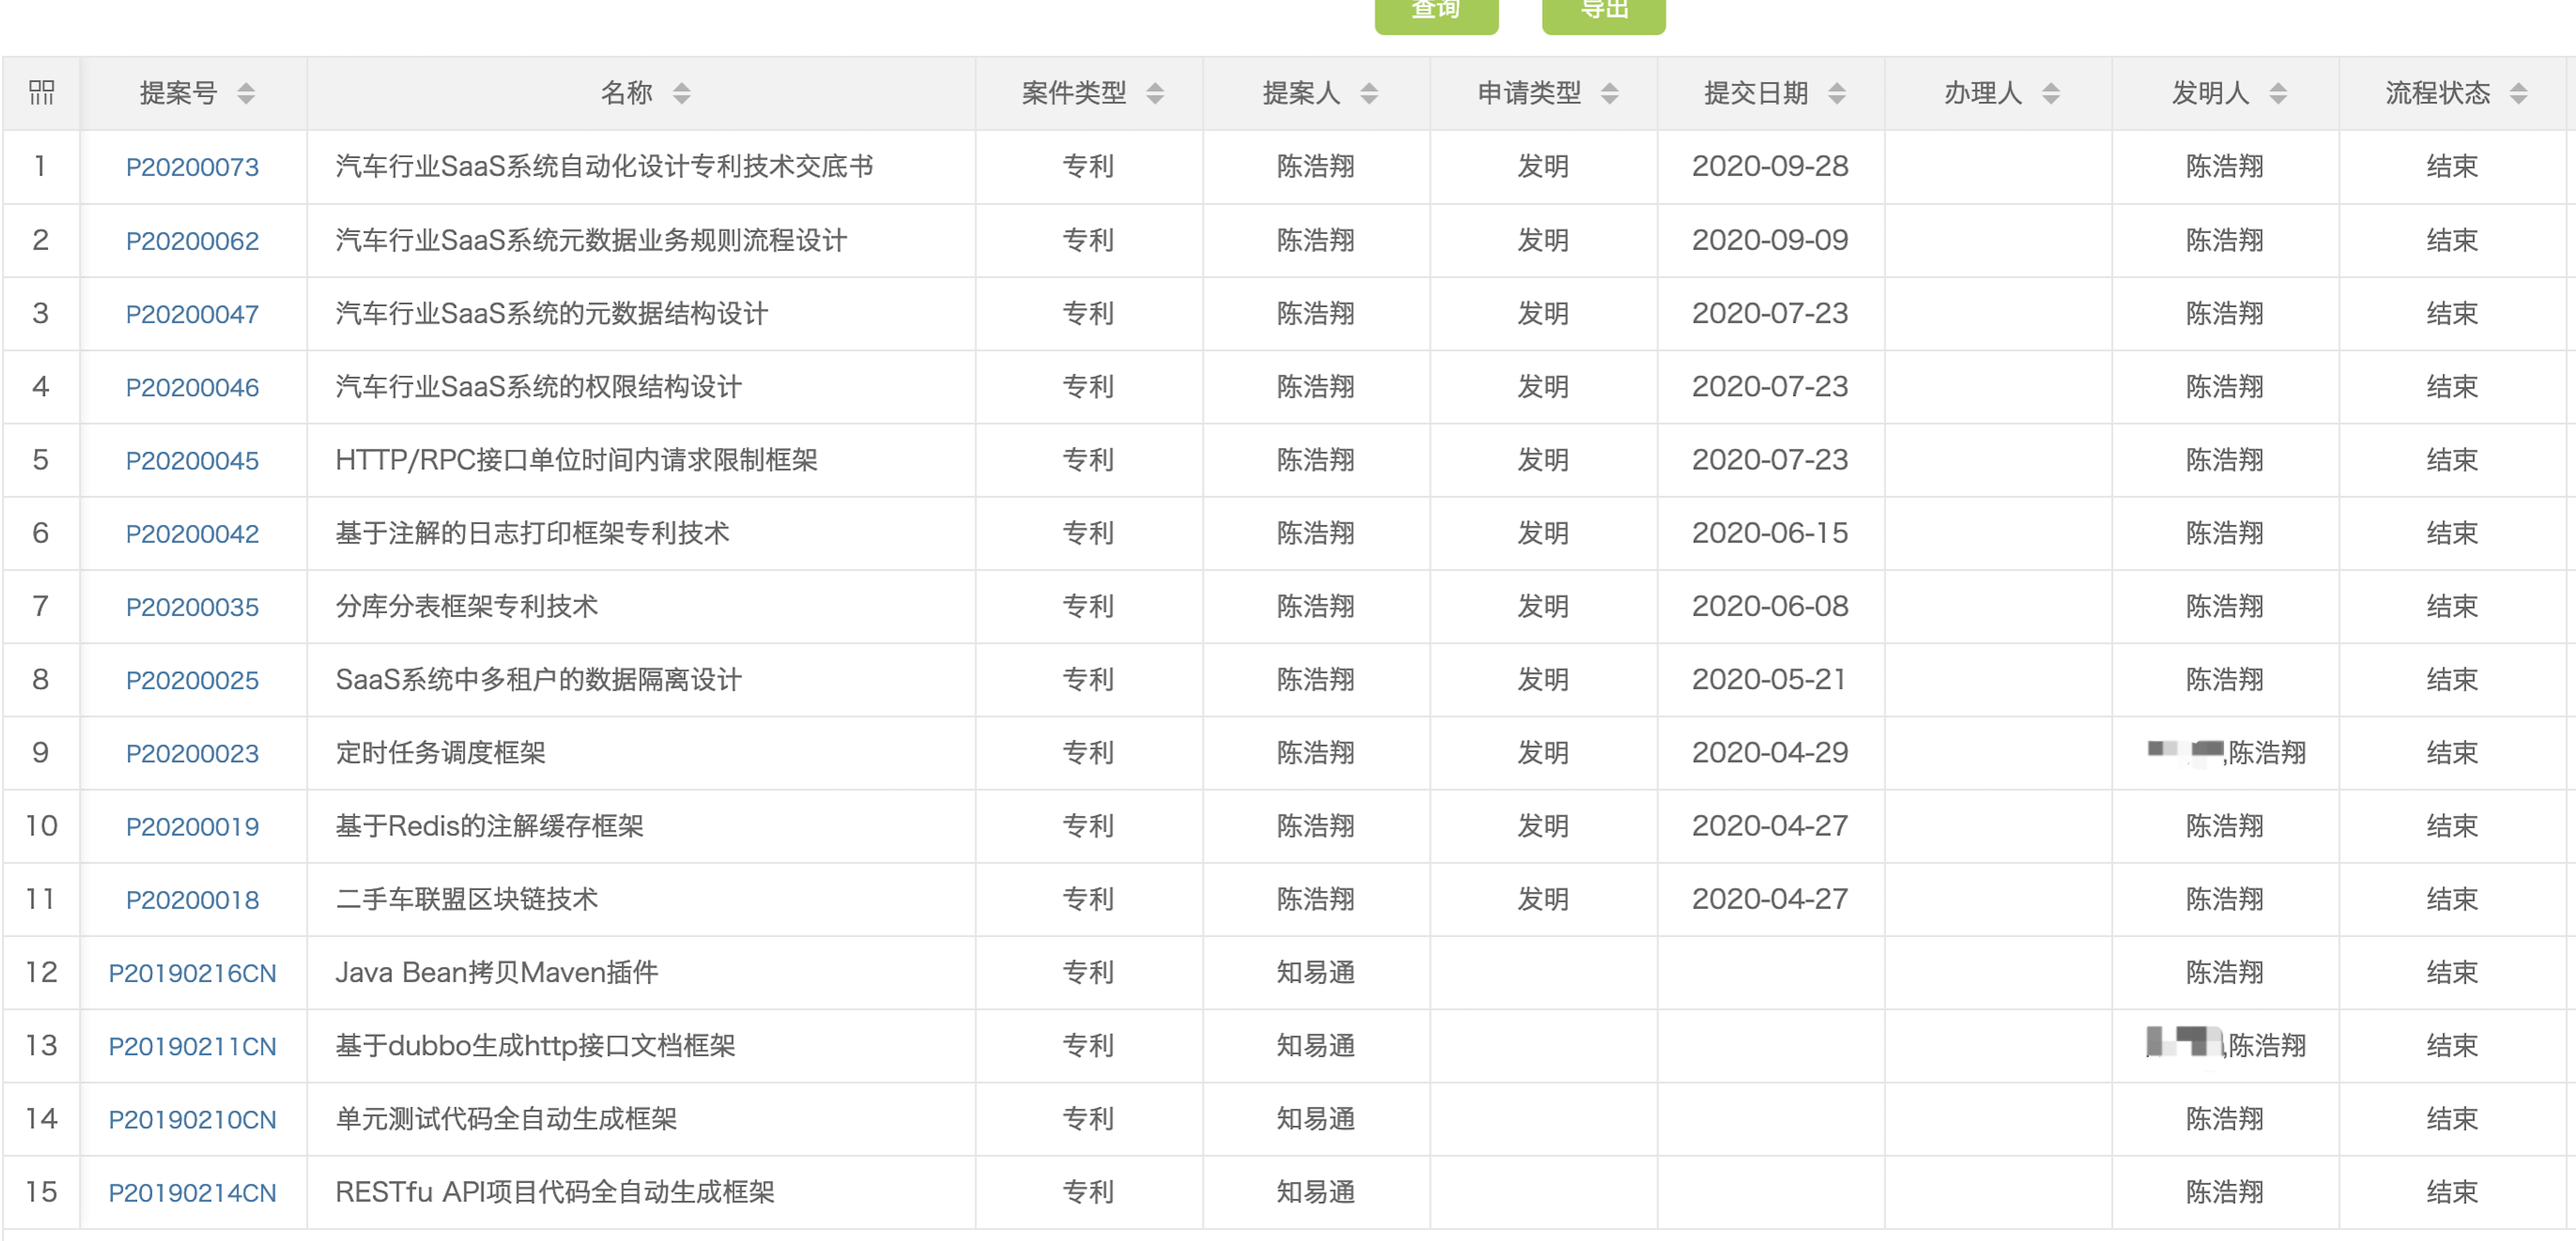 查询 导出
提案号 名称 案件类型 提案人 申请类型 提交日期 办理人 发明人 流程状态
1 P20200073 汽车行业SaaS系统自动化设计专利技术交底书 专利 陈浩翔 发明 2020-09-28 陈浩翔 结束
2 P20200062 汽车行业SaaS系统元数据业务规则流程设计 专利 陈浩翔 发明 2020-09-09 陈浩翔 结束
3 P20200047 汽车行业SaaS系统的元数据结构设计 专利 陈浩翔 发明 2020-07-23 陈浩翔 结束
4 P20200046 汽车行业SaaS系统的权限结构设计 专利 陈浩翔 发明 2020-07-23 陈浩翔 结束
5 P20200045 HTTP/RPC接口单位时间内请求限制框架 专利 陈浩翔 发明 2020-07-23 陈浩翔 结束
6 P20200042 基于注解的日志打印框架专利技术 专利 陈浩翔 发明 2020-06-15 陈浩翔 结束
7 P20200035 分库分表框架专利技术 专利 陈浩翔 发明 2020-06-08 陈浩翔 结束
8 P20200025 SaaS系统中多租户的数据隔离设计 专利 陈浩翔 发明 2020-05-21 陈浩翔 结束
9 P20200023 定时任务调度框架 专利 陈浩翔 发明 2020-04-29 ,陈浩翔 结束
10 P20200019 基于Redis的注解缓存框架 专利 陈浩翔 发明 2020-04-27 陈浩翔 结束
11 P20200018 二手车联盟区块链技术 专利 陈浩翔 发明 2020-04-27 陈浩翔 结束
12 P20190216CN Java Bean拷贝Maven插件 专利 知易通 陈浩翔 结束
13 P20190211CN 基于dubbo生成http接口文档框架 专利 知易通 ,陈浩翔 结束
14 P20190210CN 单元测试代码全自动生成框架 专利 知易通 陈浩翔 结束
15 P20190214CN RESTfu API项目代码全自动生成框架 专利 知易通 陈浩翔 结束